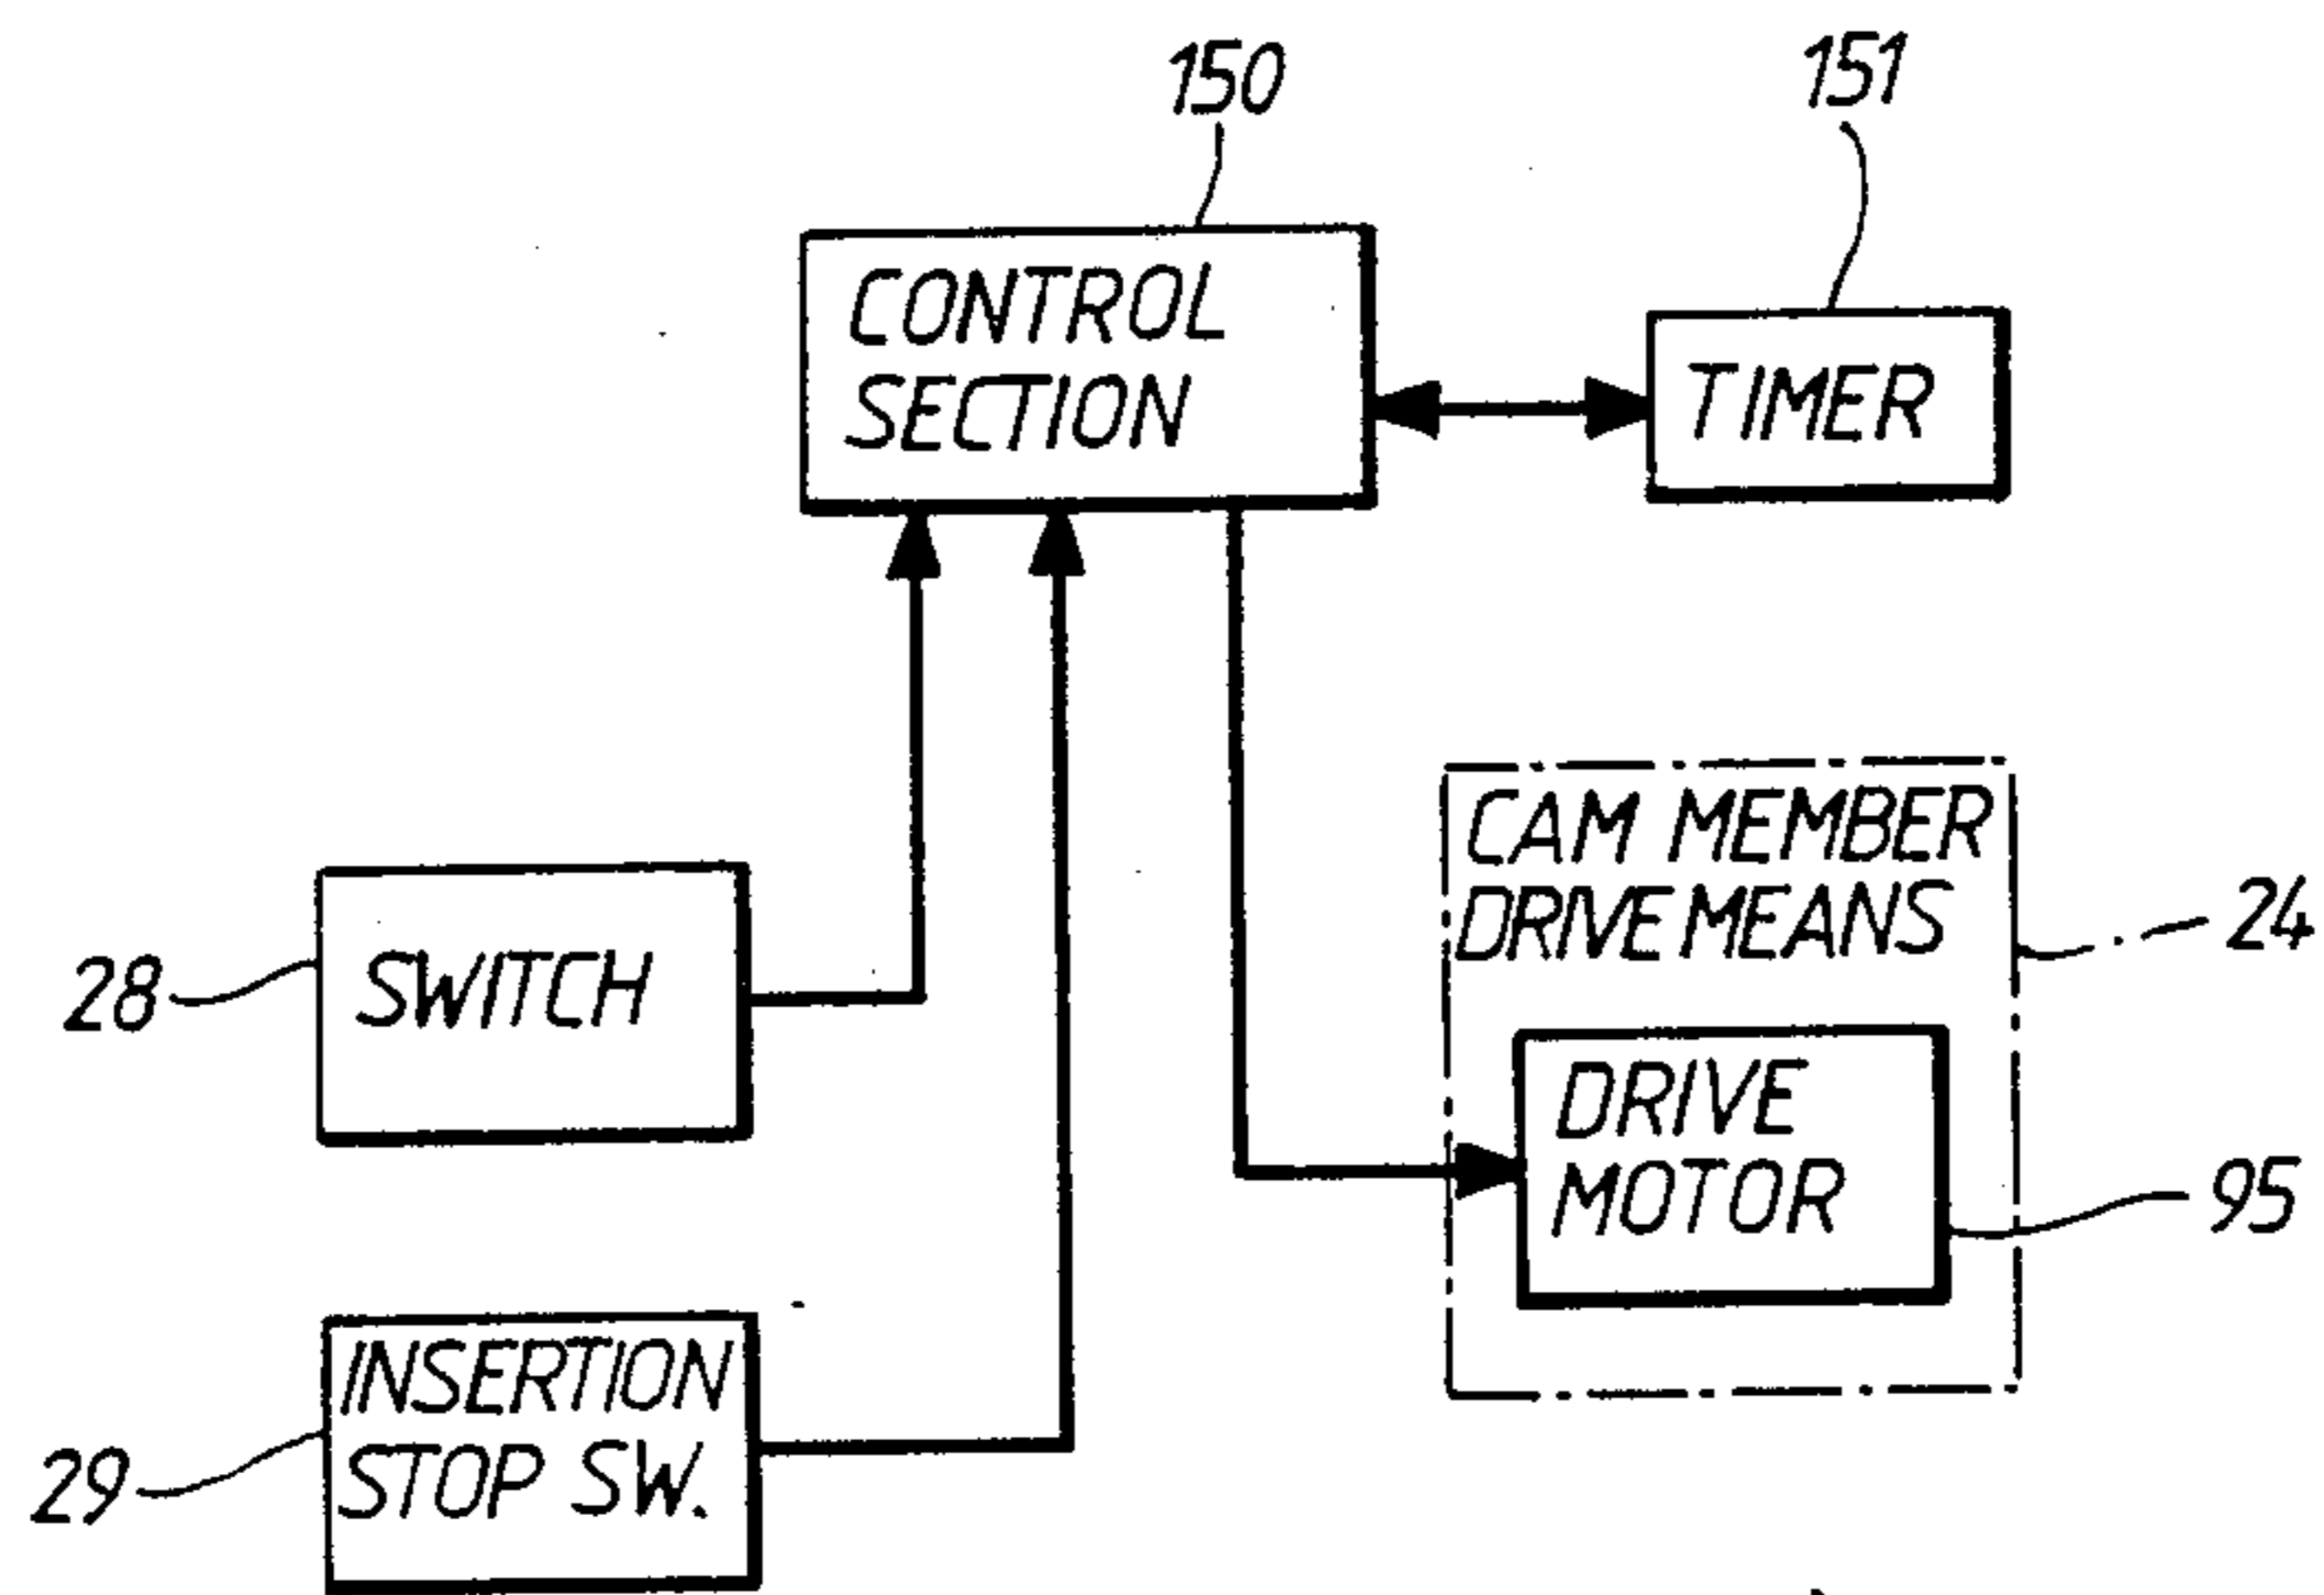 150
151
CONTROL
SECTION
TIMER
CAM MEMBER
DRIVE MEANS
24
28
SWITCH
DRIVE
MOTOR
95
INSERTION
STOP SW.
29